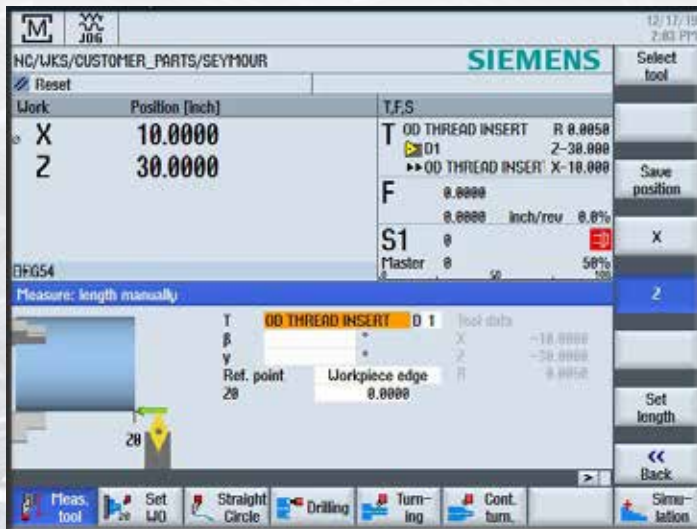 M JOG
12/17/19
2:03 PM
NC/WKS/CUSTOMER_PARTS/SEYMOUR
SIEMENS
Select tool
Reset
Work Position [inch]
T,F,S
X 10.0000
Z 30.0000
T OD THREAD INSERT R 0.0050
D1 Z-30.000
OD THREAD INSERT X-10.000
F 0.0000
0.0000 inch/rev 0.0%
S1 0
Master 0 50%
0 50 100
G54
Save position
X
Measure: length manually
Z
T OD THREAD INSERT D 1 Tool data
β ° X -10.0000
γ ° Z -30.0000
Ref. point Workpiece edge R 0.0050
Z0 0.0000
Z0
Set length
<<
Back
>
Meas. tool
Set WO
Straight Circle
Drilling
Turn-ing
Cont. turn.
Simu-lation